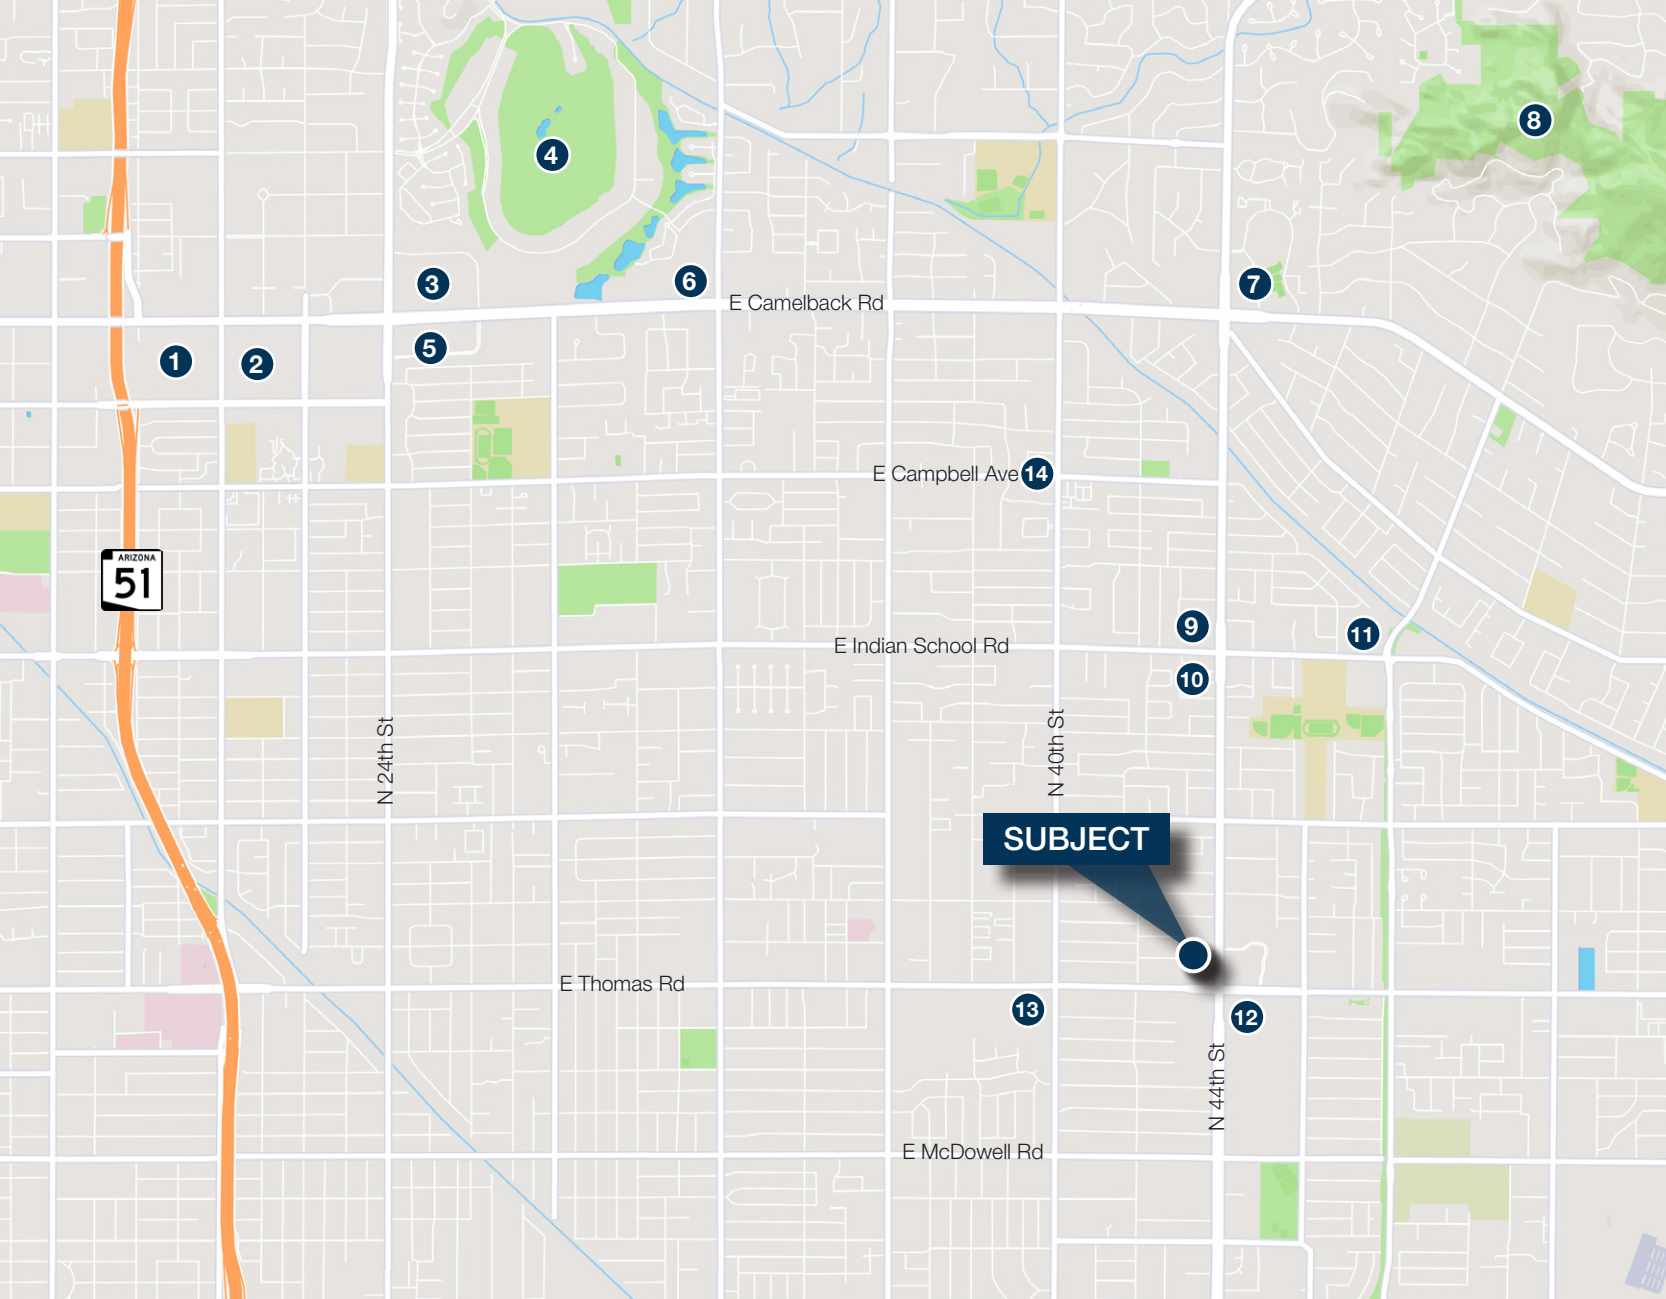 8
4
3
6
7
E Camelback Rd
1
2
5
E Campbell Ave
14
ARIZONA
51
9
11
E Indian School Rd
10
N 24th St
N 40th St
SUBJECT
E Thomas Rd
13
12
N 44th St
E McDowell Rd